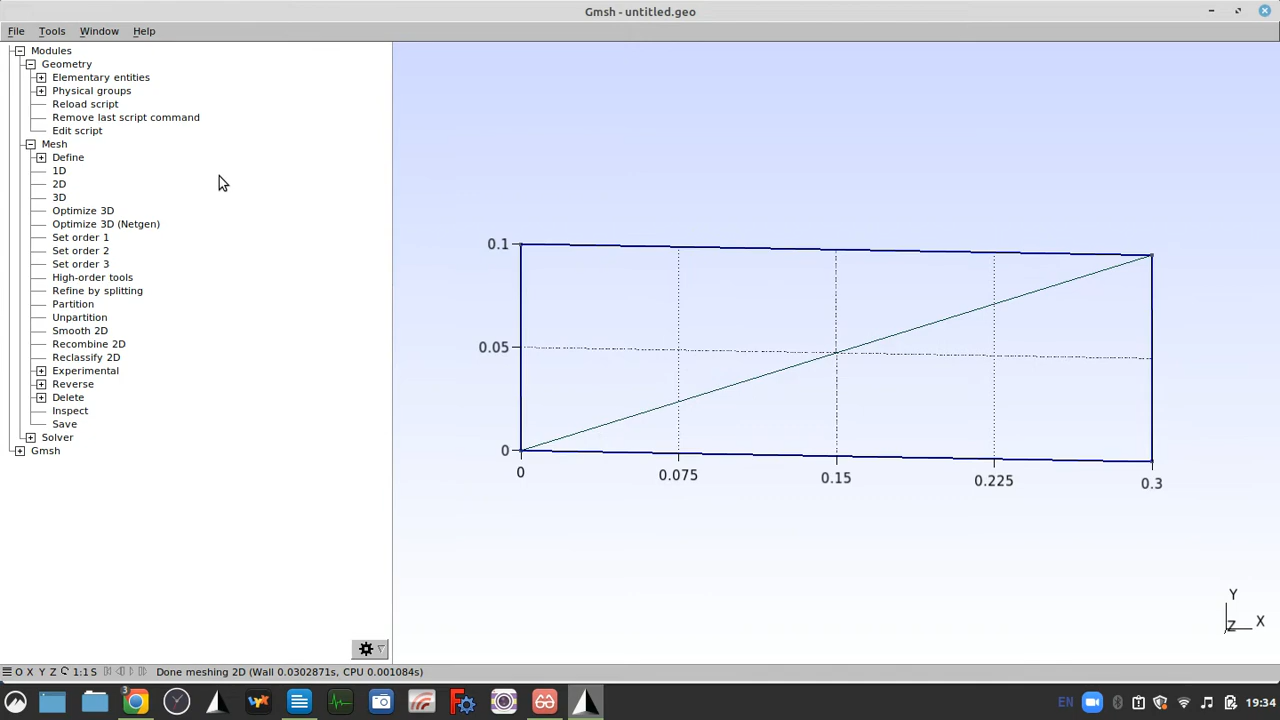 Gmsh - untitled.geo
File Tools Window Help
Modules
Geometry
Elementary entities
Physical groups
Reload script
Remove last script command
Edit script
Mesh
Define
1D
2D
3D
Optimize 3D
Optimize 3D (Netgen)
Set order 1
Set order 2
Set order 3
High-order tools
Refine by splitting
Partition
Unpartition
Smooth 2D
Recombine 2D
Reclassify 2D
Experimental
Reverse
Delete
Inspect
Save
Solver
Gmsh
0.1
0.05
0
0 0.075 0.15 0.225 0.3
Y
Z X
O X Y Z 1:1 S Done meshing 2D (Wall 0.0302871s, CPU 0.001084s)
3 EN 19:34